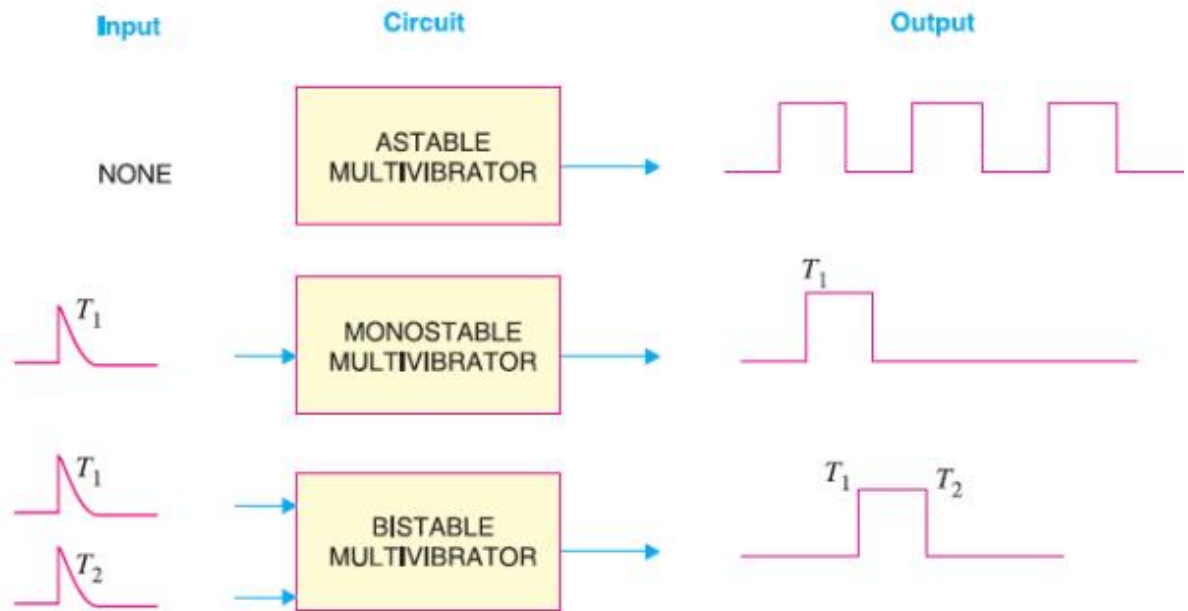 Input
Circuit
Output
NONE
ASTABLE
MULTIVIBRATOR
T₁
MONOSTABLE
MULTIVIBRATOR
T₁
T₁
T₂
BISTABLE
MULTIVIBRATOR
T₁
T₂